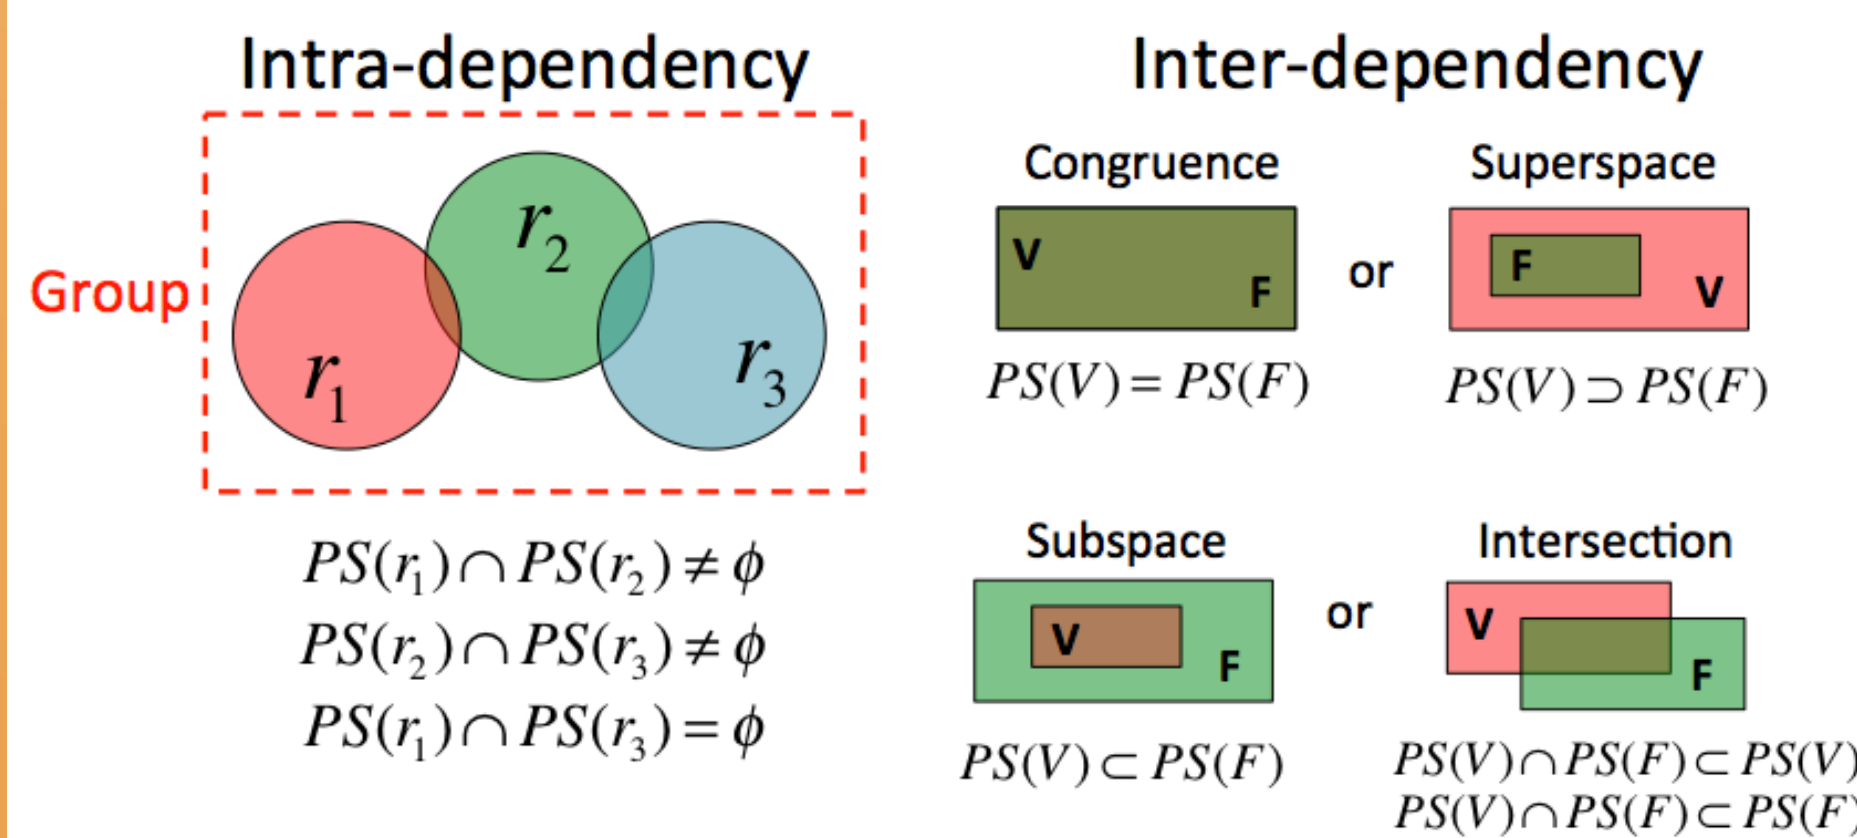 Intra-dependency
Group
r₁
r₂
r₃
PS(r₁)∩PS(r₂)≠ϕ
PS(r₂)∩PS(r₃)≠ϕ
PS(r₁)∩PS(r₃)=ϕ
Inter-dependency
Congruence
V
F
PS(V)=PS(F)
or
Superspace
F
V
PS(V)⊃PS(F)
Subspace
V
F
PS(V)⊂PS(F)
or
Intersection
V
F
PS(V)∩PS(F)⊂PS(V)
PS(V)∩PS(F)⊂PS(F)